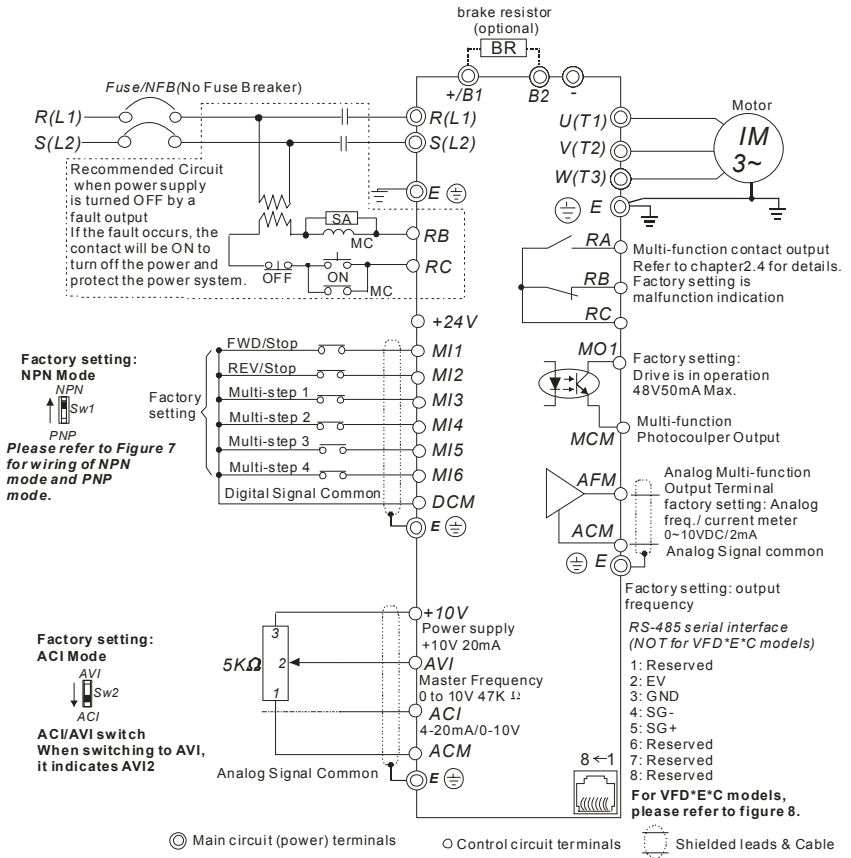 brake resistor
(optional)
BR
+/B1
B2
-
Fuse/NFB(No Fuse Breaker)
R(L1)
R(L1)
S(L2)
S(L2)
E
Recommended Circuit
when power supply
is turned OFF by a
fault output
If the fault occurs, the
contact will be ON to
turn off the power and
protect the power system.
SA
MC
RB
OFF
ON
MC
RC
Motor
IM
3~
U(T1)
V(T2)
W(T3)
E
RA
RB
RC
Multi-function contact output
Refer to chapter2.4 for details.
Factory setting is
malfunction indication
+24V
Factory setting:
NPN Mode
NPN
Sw1
PNP
Please refer to Figure 7
for wiring of NPN
mode and PNP
mode.
Factory
setting
FWD/Stop
MI1
REV/Stop
MI2
Multi-step 1
MI3
Multi-step 2
MI4
Multi-step 3
MI5
Multi-step 4
MI6
Digital Signal Common
DCM
E
MO1
Factory setting:
Drive is in operation
48V50mA Max.
Multi-function
Photocoulper Output
MCM
AFM
Analog Multi-function
Output Terminal
factory setting: Analog
freq./ current meter
0~10VDC/2mA
ACM
Analog Signal common
E
Factory setting: output
frequency
Factory setting:
ACI Mode
AVI
Sw2
ACI
ACI/AVI switch
When switching to AVI,
it indicates AVI2
5KΩ
3
2
1
+10V
Power supply
+10V 20mA
AVI
Master Frequency
0 to 10V 47K Ω
ACI
4-20mA/0-10V
ACM
Analog Signal Common
E
RS-485 serial interface
(NOT for VFD*E*C models)
1: Reserved
2: EV
3: GND
4: SG-
5: SG+
6: Reserved
7: Reserved
8: Reserved
8←1
For VFD*E*C models,
please refer to figure 8.
Main circuit (power) terminals
Control circuit terminals
Shielded leads & Cable